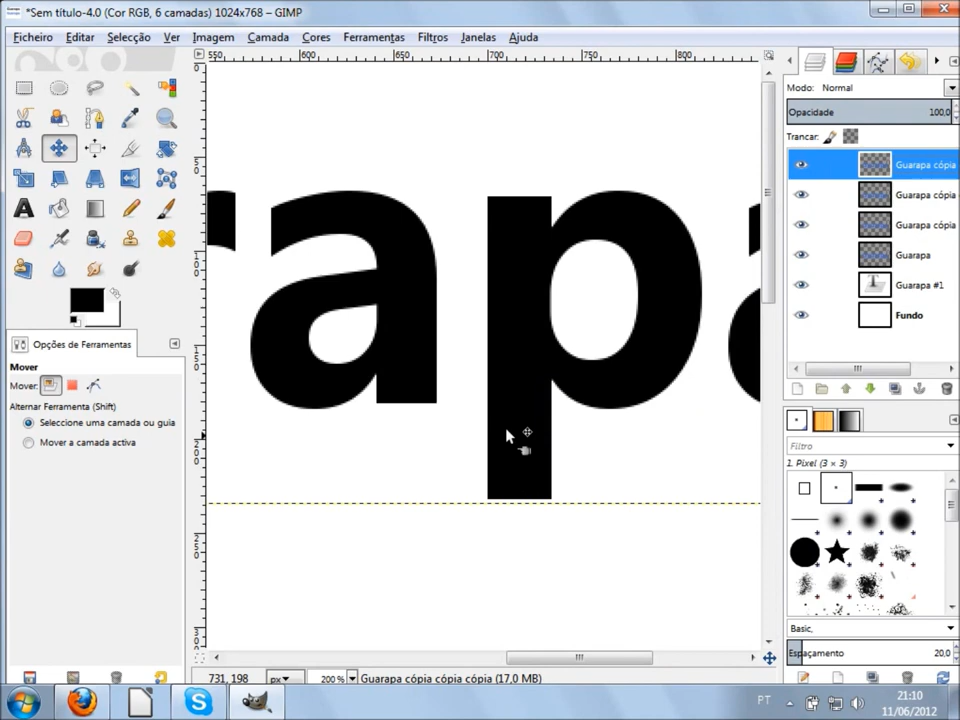 *Sem título-4.0 (Cor RGB, 6 camadas) 1024x768 – GIMP
Ficheiro Editar Selecção Ver Imagem Camada Cores Ferramentas Filtros Janelas Ajuda
550 600 650 700 750 800
Modo: Normal
Opacidade 100,0
Trancar:
Guarapa cópia
Guarapa cópia
Guarapa cópia
Guarapa
Guarapa #1
Fundo
rapa
Opções de Ferramentas
Mover
Mover:
Alternar Ferramenta (Shift)
Seleccione uma camada ou guia
Mover a camada activa
Filtro
1. Pixel (3 × 3)
Basic,
Espaçamento 20,0
731, 198 px 200 % Guarapa cópia cópia cópia (17,0 MB)
PT
21:10
11/06/2012